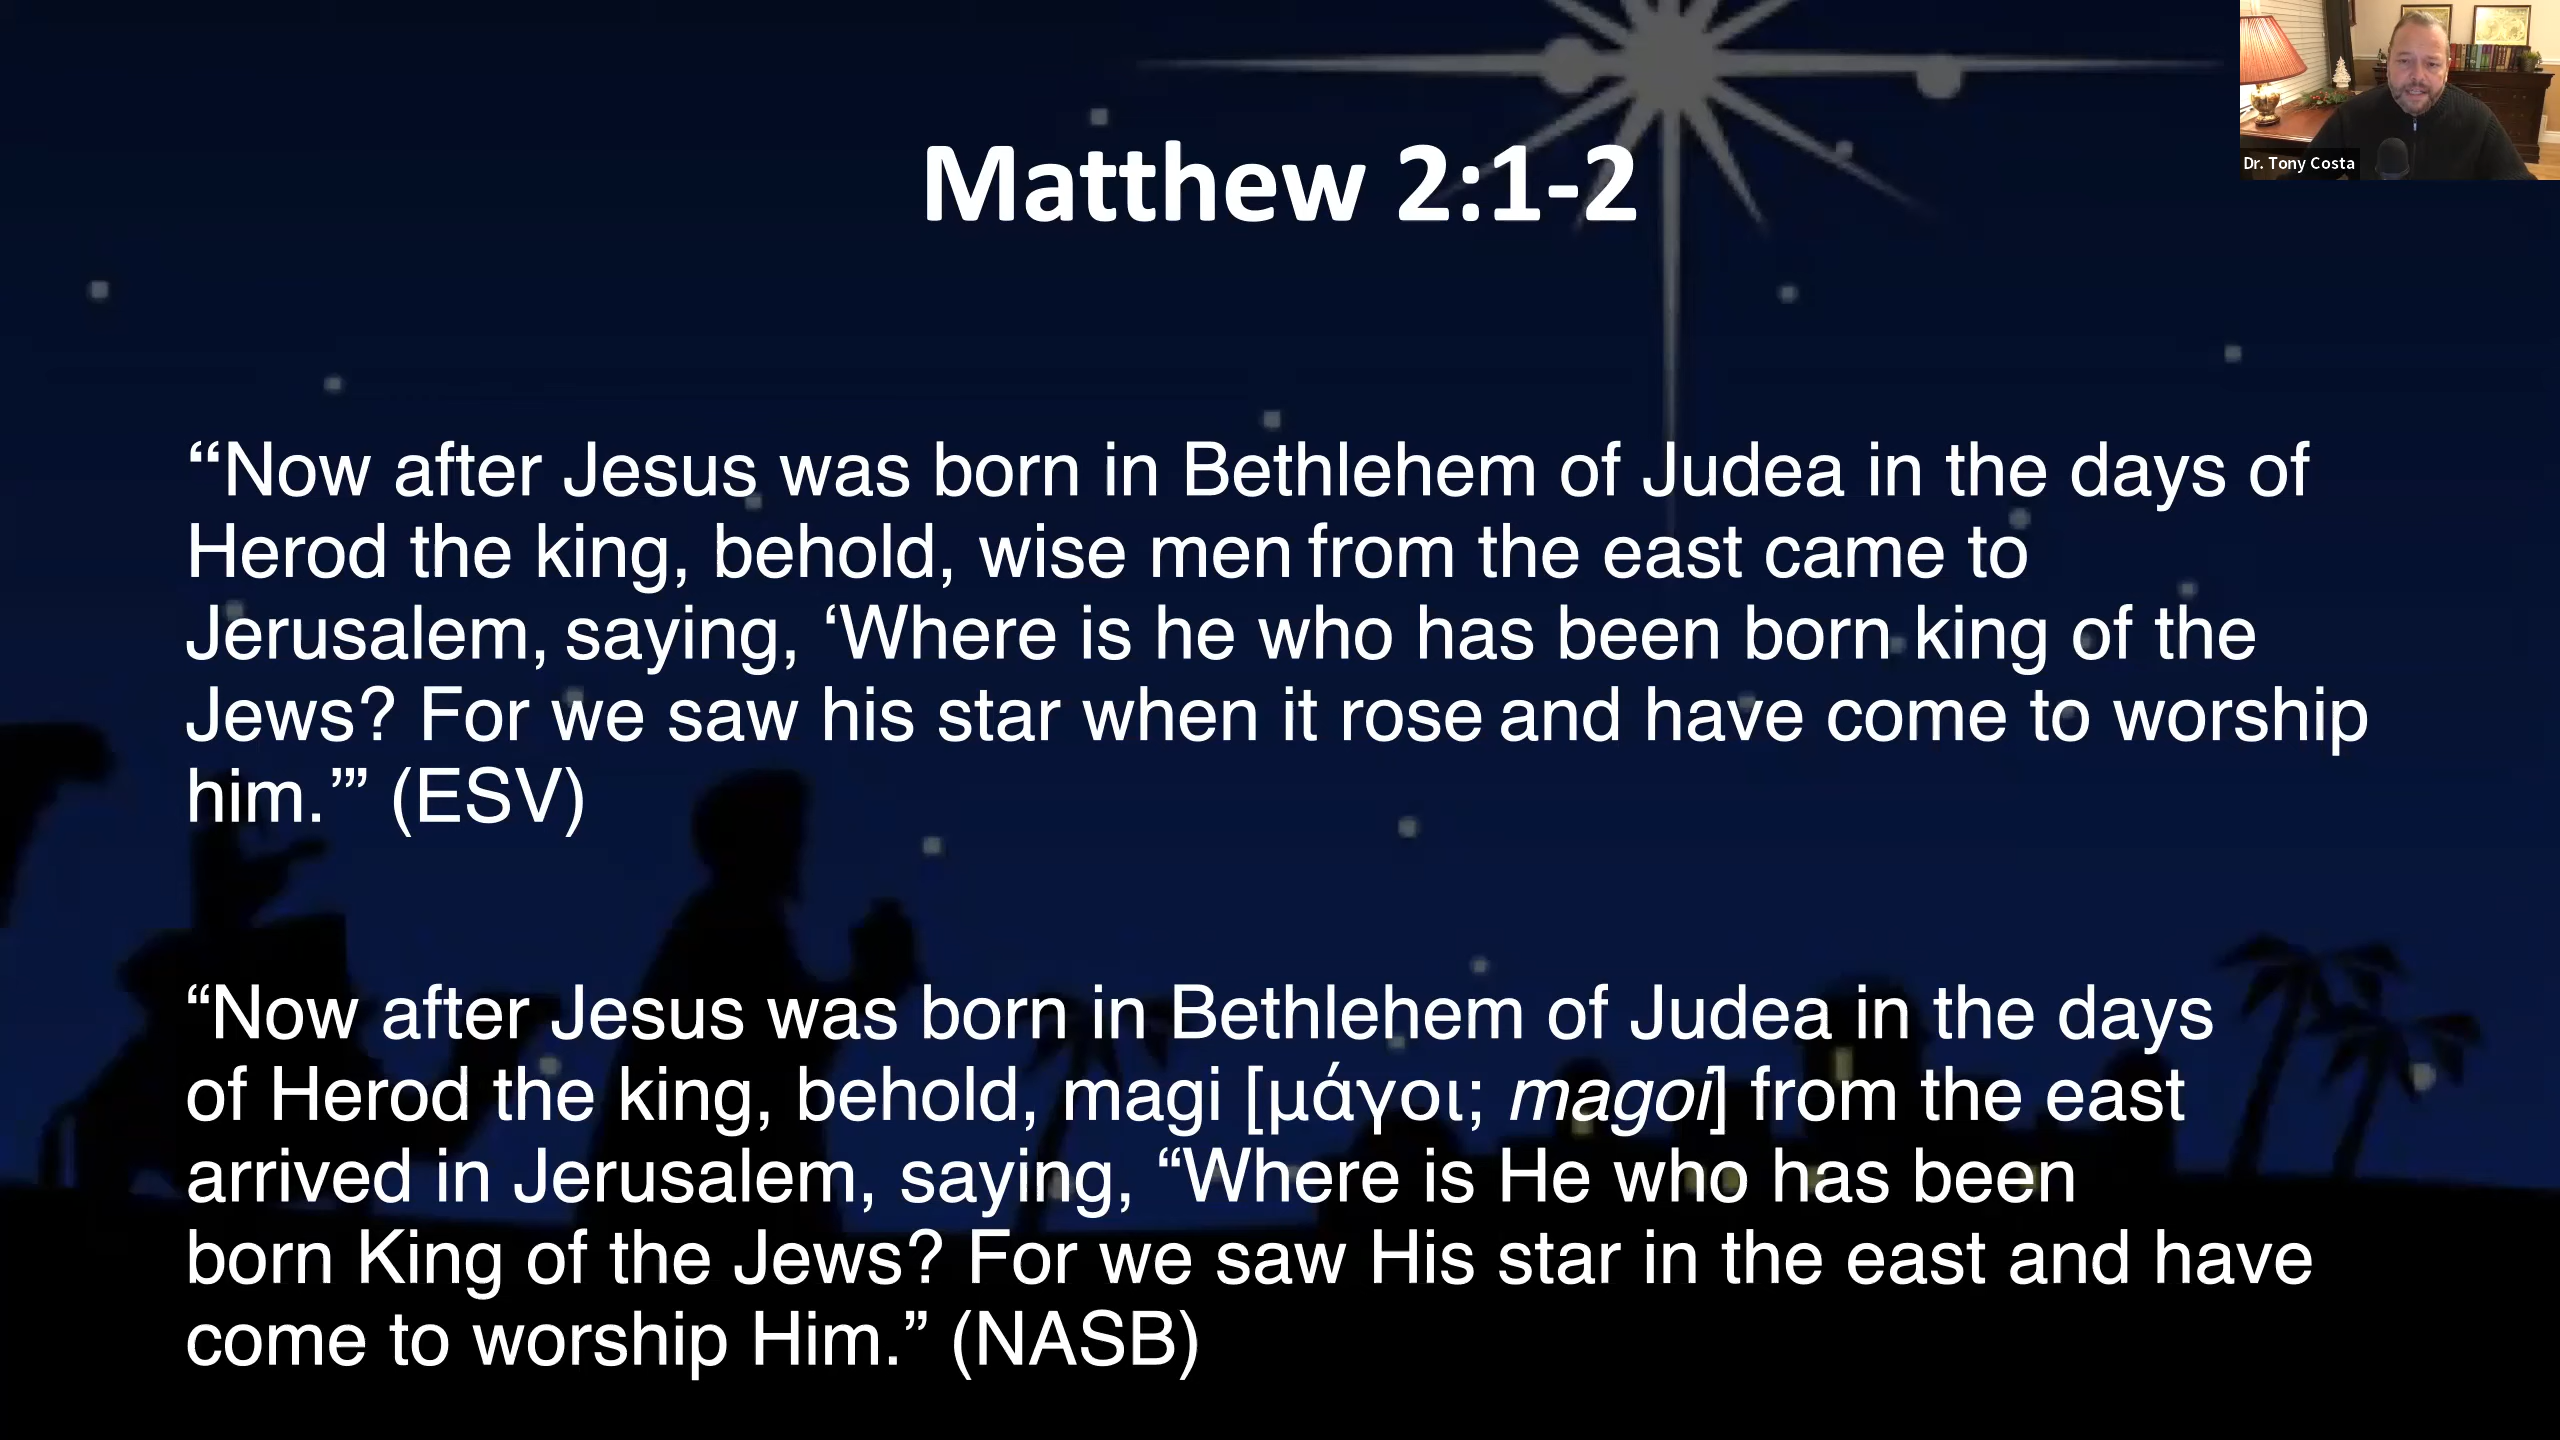 Dr. Tony Costa
Matthew 2:1-2
“Now after Jesus was born in Bethlehem of Judea in the days of
Herod the king, behold, wise men from the east came to
Jerusalem, saying, ‘Where is he who has been born king of the
Jews? For we saw his star when it rose and have come to worship
him.’” (ESV)
“Now after Jesus was born in Bethlehem of Judea in the days
of Herod the king, behold, magi [μάγοι; magoi] from the east
arrived in Jerusalem, saying, “Where is He who has been
born King of the Jews? For we saw His star in the east and have
come to worship Him.” (NASB)